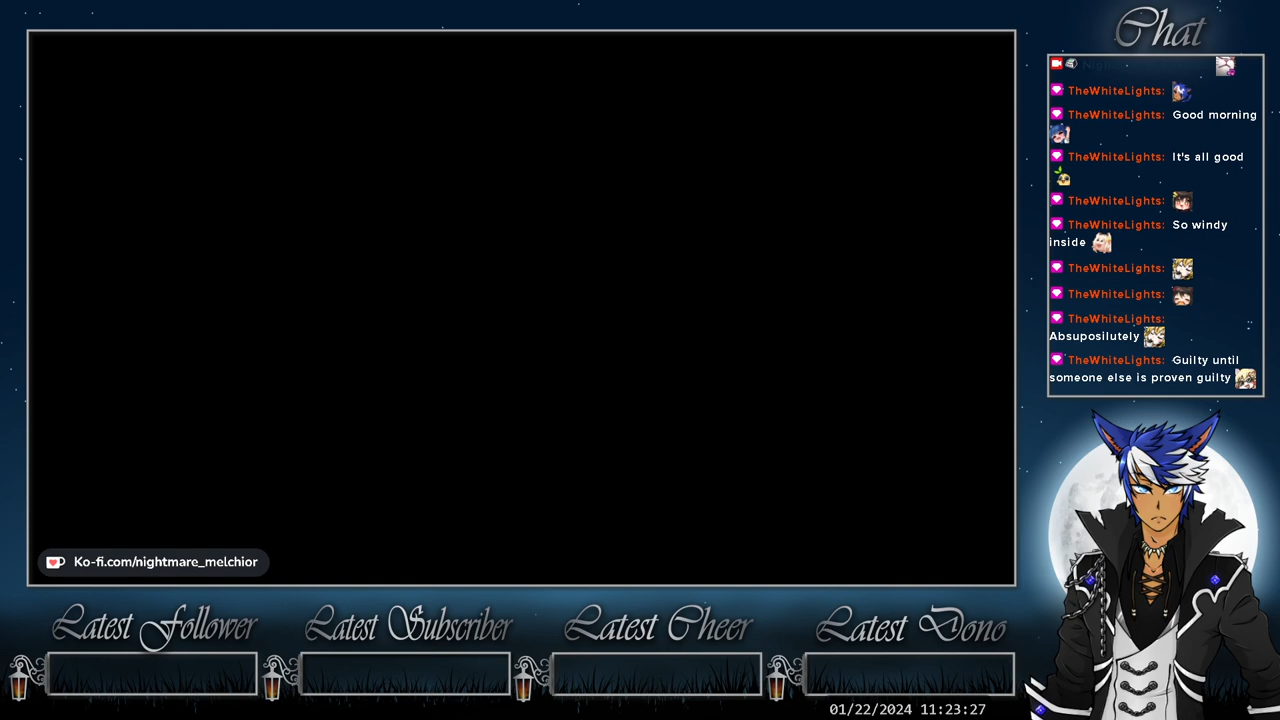 Chat
Nigh
TheWhiteLights:
TheWhiteLights: Good morning
TheWhiteLights: It's all good
TheWhiteLights:
TheWhiteLights: So windy
inside
TheWhiteLights:
TheWhiteLights:
TheWhiteLights:
Absuposilutely
TheWhiteLights: Guilty until
someone else is proven guilty
Ko-fi.com/nightmare_melchior
Latest Follower
Latest Subscriber
Latest Cheer
Latest Dono
01/22/2024 11:23:27